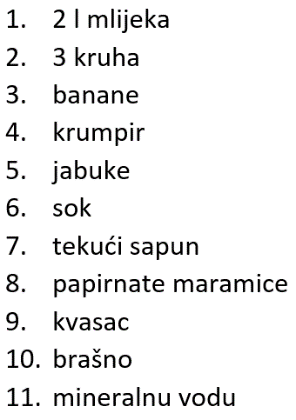 1. 2 l mlijeka
2. 3 kruha
3. banane
4. krumpir
5. jabuke
6. sok
7. tekući sapun
8. papirnate maramice
9. kvasac
10. brašno
11. mineralnu vodu